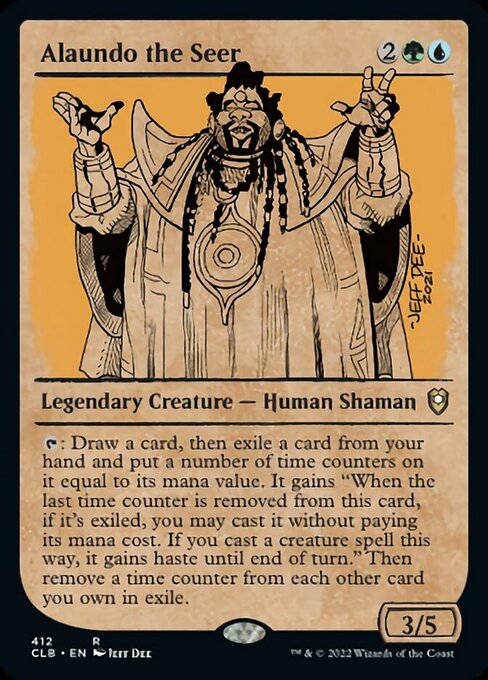 Alaundo the Seer 2
-JEFF DEE-
2021
Legendary Creature — Human Shaman
: Draw a card, then exile a card from your
hand and put a number of time counters on
it equal to its mana value. It gains “When the
last time counter is removed from this card,
if it’s exiled, you may cast it without paying
its mana cost. If you cast a creature spell this
way, it gains haste until end of turn.” Then
remove a time counter from each other card
you own in exile.
3/5
412 R
CLB • EN Jeff Dee
™ & © 2022 Wizards of the Coast